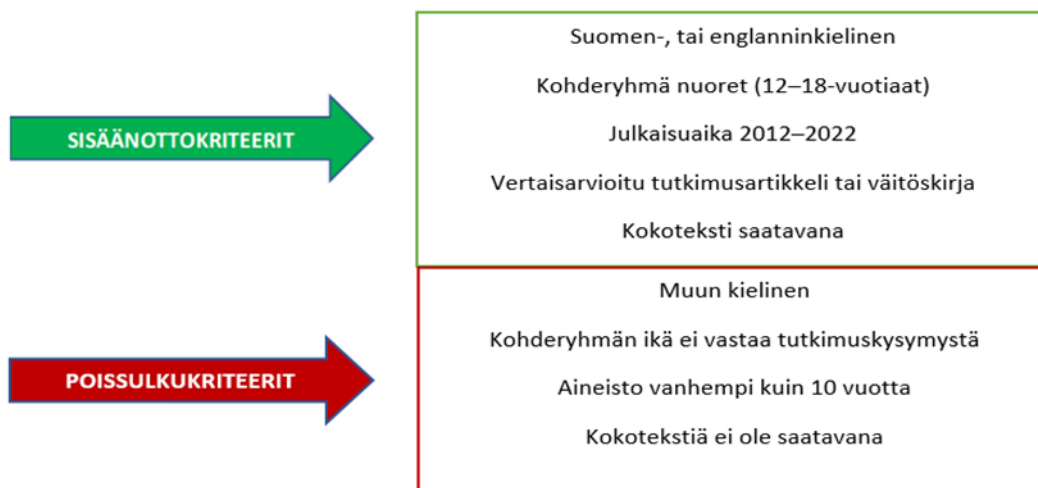 SISÄÄNOTTOKRITEERIT
Suomen-, tai englanninkielinen
Kohderyhmä nuoret (12–18-vuotiaat)
Julkaisuaika 2012–2022
Vertaisarvioitu tutkimusartikkeli tai väitöskirja
Kokoteksti saatavana
POISSULKUKRITEERIT
Muun kielinen
Kohderyhmän ikä ei vastaa tutkimuskysymystä
Aineisto vanhempi kuin 10 vuotta
Kokotekstiä ei ole saatavana